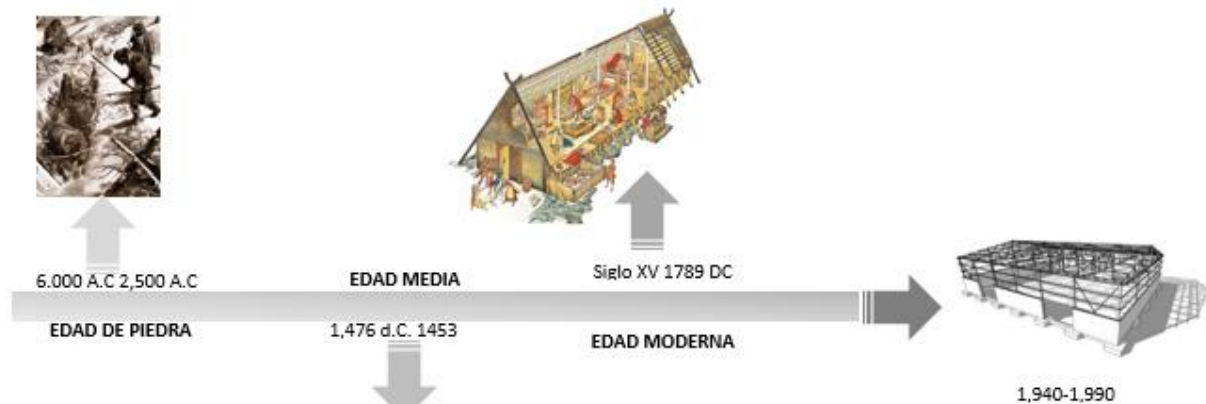 6.000 A.C 2,500 A.C
EDAD DE PIEDRA
EDAD MEDIA
1,476 d.C. 1453
Siglo XV 1789 DC
EDAD MODERNA
1,940-1,990